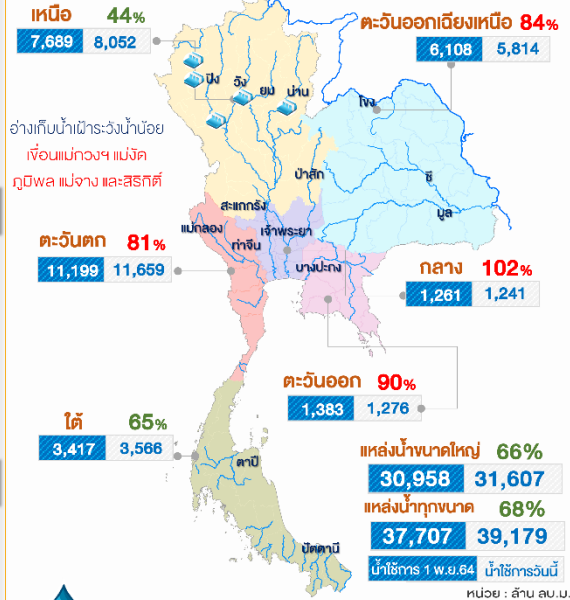 เหนือ 44%
7,689 8,052
ตะวันออกเฉียงเหนือ 84%
6,108 5,814
ปิง
วัง
ยม
น่าน
โขง
อ่างเก็บน้ำเฝ้าระวังน้ำน้อย
เขื่อนแม่กวงฯ แม่งัด
ภูมิพล แม่จาง และสิริกิติ์
ป่าสัก
ชี
มูล
สะแกกรัง
แม่กลอง
ท่าจีน
เจ้าพระยา
บางปะกง
ตะวันตก 81%
11,199 11,659
กลาง 102%
1,261 1,241
ตะวันออก 90%
1,383 1,276
ใต้ 65%
3,417 3,566
ตาปี
ปัตตานี
แหล่งน้ำขนาดใหญ่ 66%
30,958 31,607
แหล่งน้ำทุกขนาด 68%
37,707 39,179
น้ำใช้การ 1 พ.ย.64 น้ำใช้การวันนี้
หน่วย : ล้าน ลบ.ม.